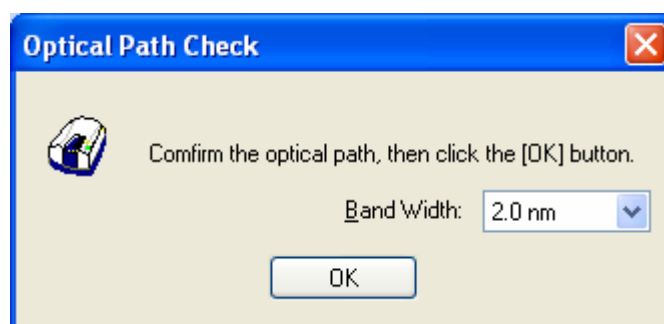 Optical Path Check
Comfirm the optical path, then click the [OK] button.
Band Width: 2.0 nm
OK